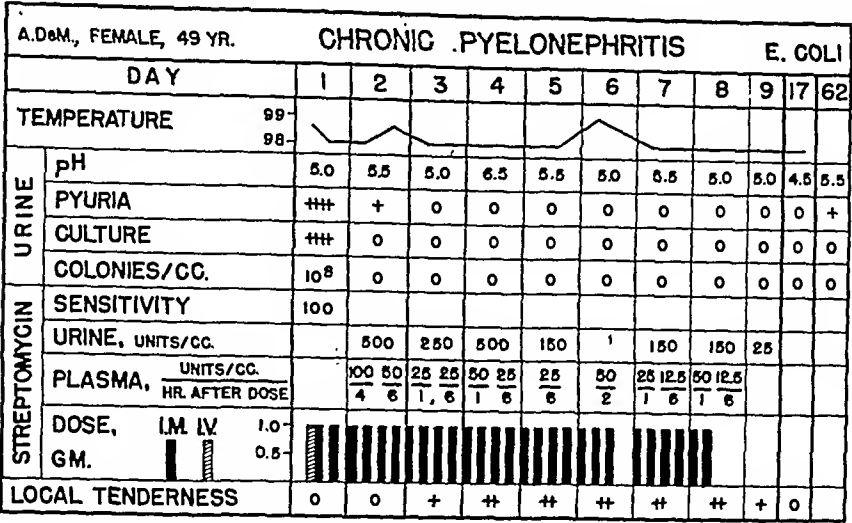 A.DeM., FEMALE, 49 YR. CHRONIC PYELONEPHRITIS E. COLI
DAY 1 2 3 4 5 6 7 8 9 17 62
TEMPERATURE 99-
98-
URINE
pH 5.0 5.5 5.0 6.5 5.5 5.0 5.5 5.0 5.0 4.5 5.5
PYURIA ++++ + 0 0 0 0 0 0 0 0 +
CULTURE ++++ 0 0 0 0 0 0 0 0 0 0
COLONIES/CC. 10⁸ 0 0 0 0 0 0 0 0 0 0
STREPTOMYCIN
SENSITIVITY 100
URINE, UNITS/CC. 500 250 500 150 150 150 25
PLASMA, UNITS/CC. 100 50 25 25 50 25 25 50 25 12.5 50 12.5
HR. AFTER DOSE 4 6 1, 6 1 6 6 2 1 6 1 6
DOSE, I.M. I.V. 1.0-
GM. 0.5-
LOCAL TENDERNESS 0 0 + ++ ++ ++ ++ ++ + 0